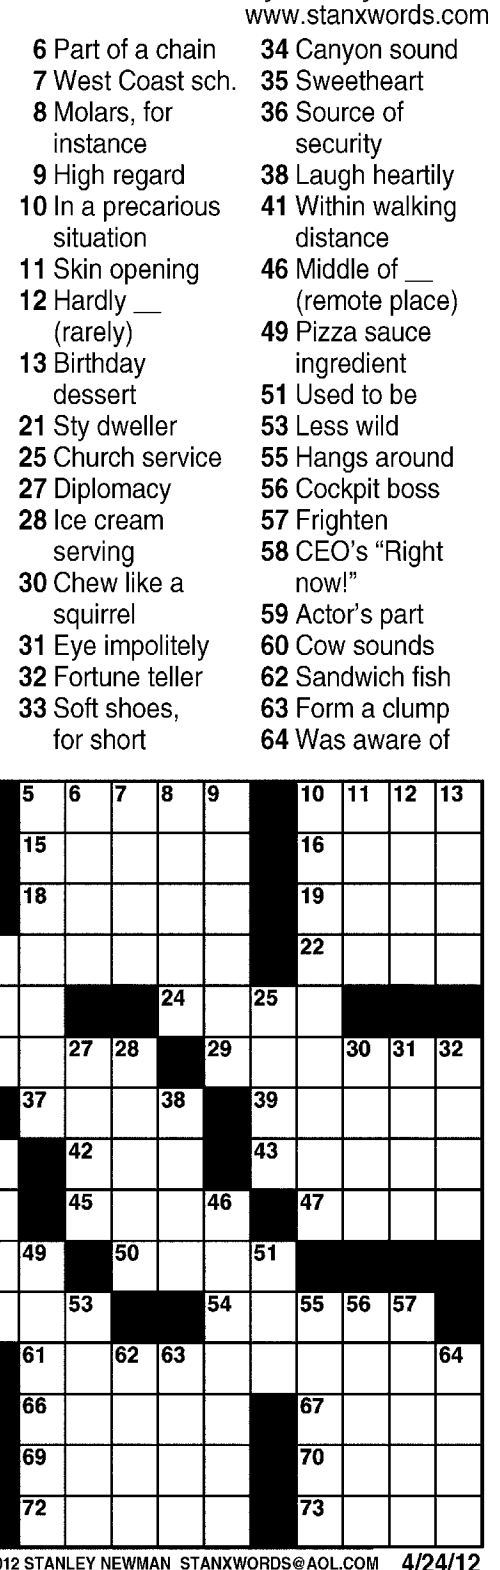 www.stanxwords.com
6 Part of a chain
7 West Coast sch.
8 Molars, for
instance
9 High regard
10 In a precarious
situation
11 Skin opening
12 Hardly __
(rarely)
13 Birthday
dessert
21 Sty dweller
25 Church service
27 Diplomacy
28 Ice cream
serving
30 Chew like a
squirrel
31 Eye impolitely
32 Fortune teller
33 Soft shoes,
for short
34 Canyon sound
35 Sweetheart
36 Source of
security
38 Laugh heartily
41 Within walking
distance
46 Middle of __
(remote place)
49 Pizza sauce
ingredient
51 Used to be
53 Less wild
55 Hangs around
56 Cockpit boss
57 Frighten
58 CEO's “Right
now!”
59 Actor's part
60 Cow sounds
62 Sandwich fish
63 Form a clump
64 Was aware of
5 6 7 8 9 10 11 12 13
15 16
18 19
22
24 25
27 28 29 30 31 32
37 38 39
42 43
45 46 47
49 50 51
53 54 55 56 57
61 62 63 64
66 67
69 70
72 73
STANLEY NEWMAN STANXWORDS@AOL.COM 4/24/12